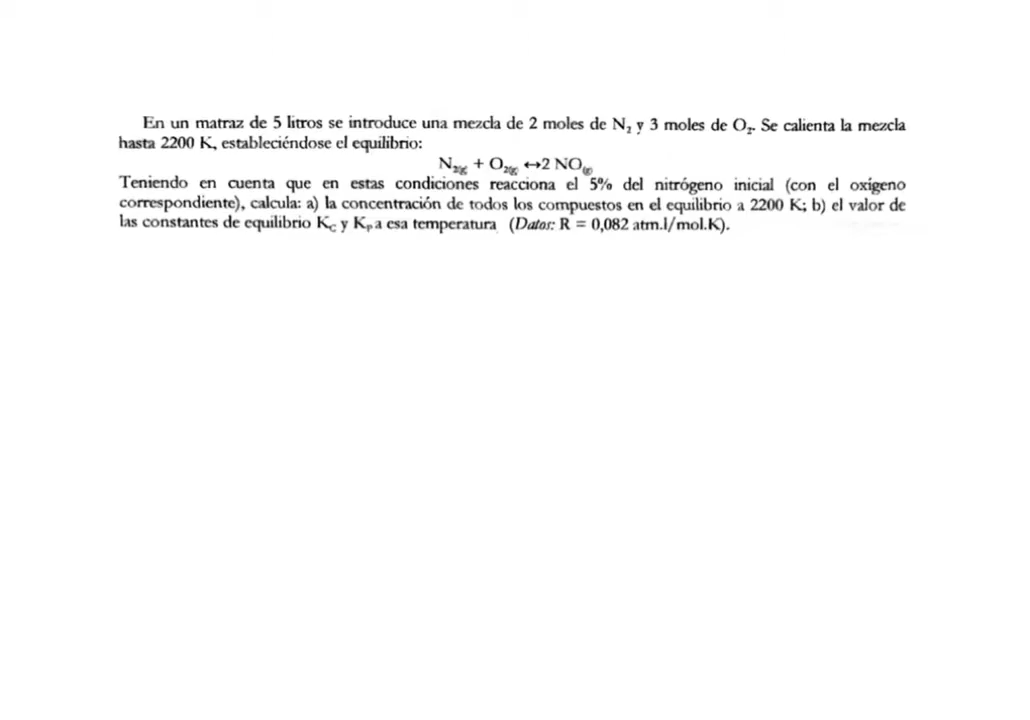 En un matraz de 5 litros se introduce una mezcla de 2 moles de N₂ y 3 moles de O₂. Se calienta la mezcla
hasta 2200 K, estableciéndose el equilibrio:
N₂(g) + O₂(g) ↔2 NO(g)
Teniendo en cuenta que en estas condiciones reacciona el 5% del nitrógeno inicial (con el oxígeno
correspondiente), calcula: a) la concentración de todos los compuestos en el equilibrio a 2200 K; b) el valor de
las constantes de equilibrio K_C y K_P a esa temperatura (Datos: R = 0,082 atm.l/mol.K).